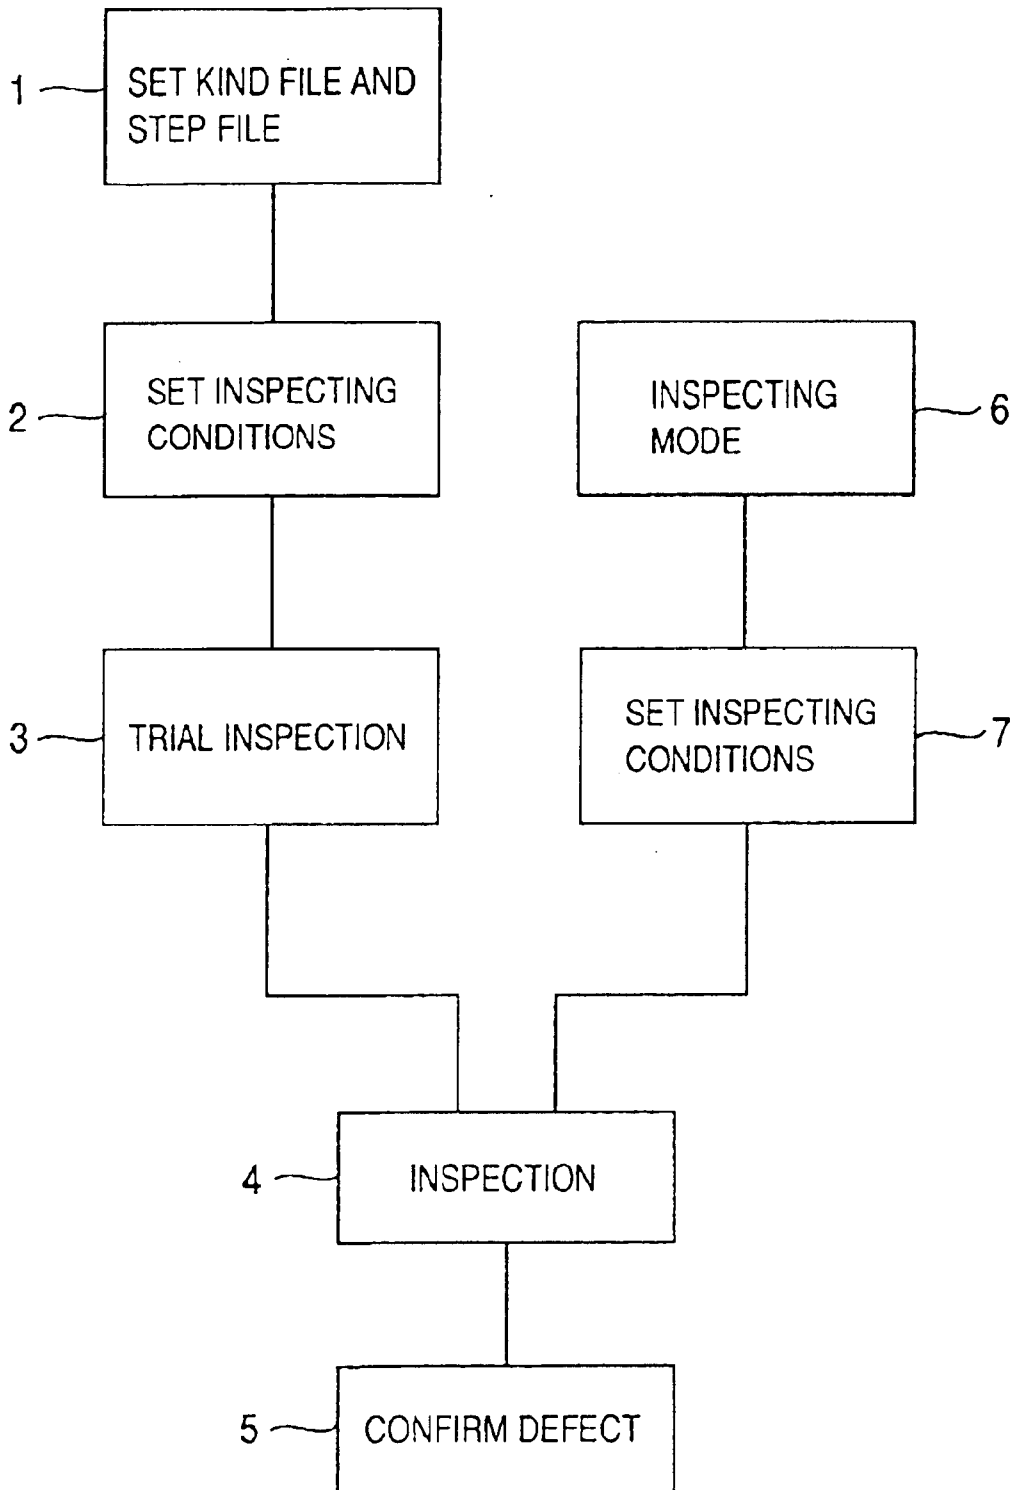 1
SET KIND FILE AND
STEP FILE
2
SET INSPECTING
CONDITIONS
INSPECTING
MODE
6
3
TRIAL INSPECTION
SET INSPECTING
CONDITIONS
7
4
INSPECTION
5
CONFIRM DEFECT